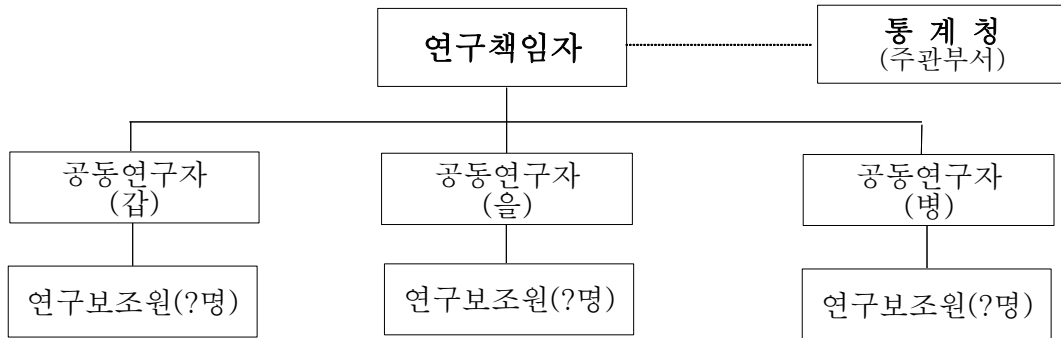 연구책임자
통 계 청
(주관부서)
공동연구자
(갑)
공동연구자
(을)
공동연구자
(병)
연구보조원(?명)
연구보조원(?명)
연구보조원(?명)